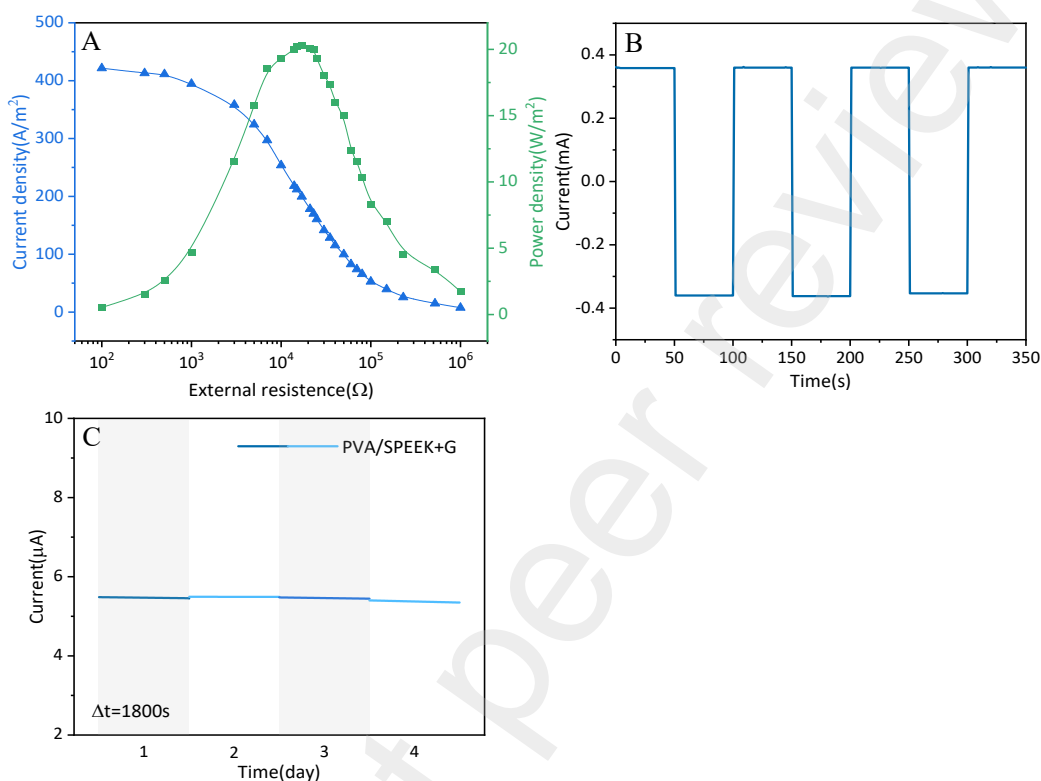 A
500
400
300
200
100
0
Current density(A/m²)
20
15
10
5
0
Power density(W/m²)
10² 10³ 10⁴ 10⁵ 10⁶
External resistence(Ω)
B
0.4
0.2
0.0
-0.2
-0.4
Current(mA)
0 50 100 150 200 250 300 350
Time(s)
C
PVA/SPEEK+G
10
8
6
4
2
Current(μA)
Δt=1800s
1 2 3 4
Time(day)
t peer review